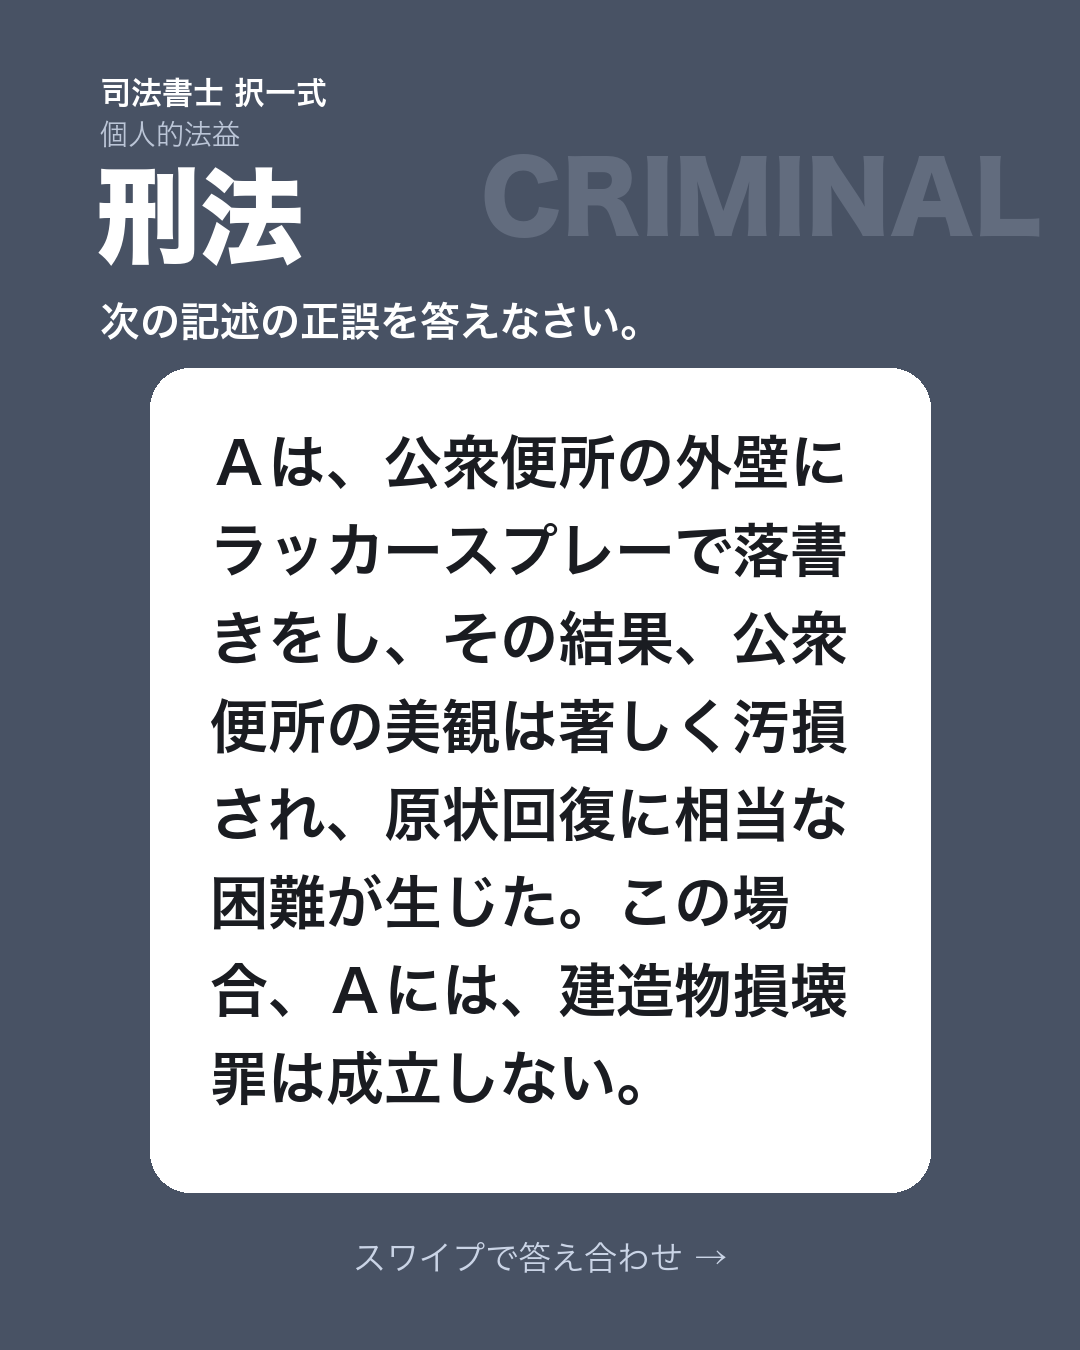 司法書士 択一式
個人的法益
刑法
CRIMINAL
次の記述の正誤を答えなさい。
Ａは、公衆便所の外壁に
ラッカースプレーで落書
きをし、その結果、公衆
便所の美観は著しく汚損
され、原状回復に相当な
困難が生じた。この場
合、Ａには、建造物損壊
罪は成立しない。
スワイプで答え合わせ →